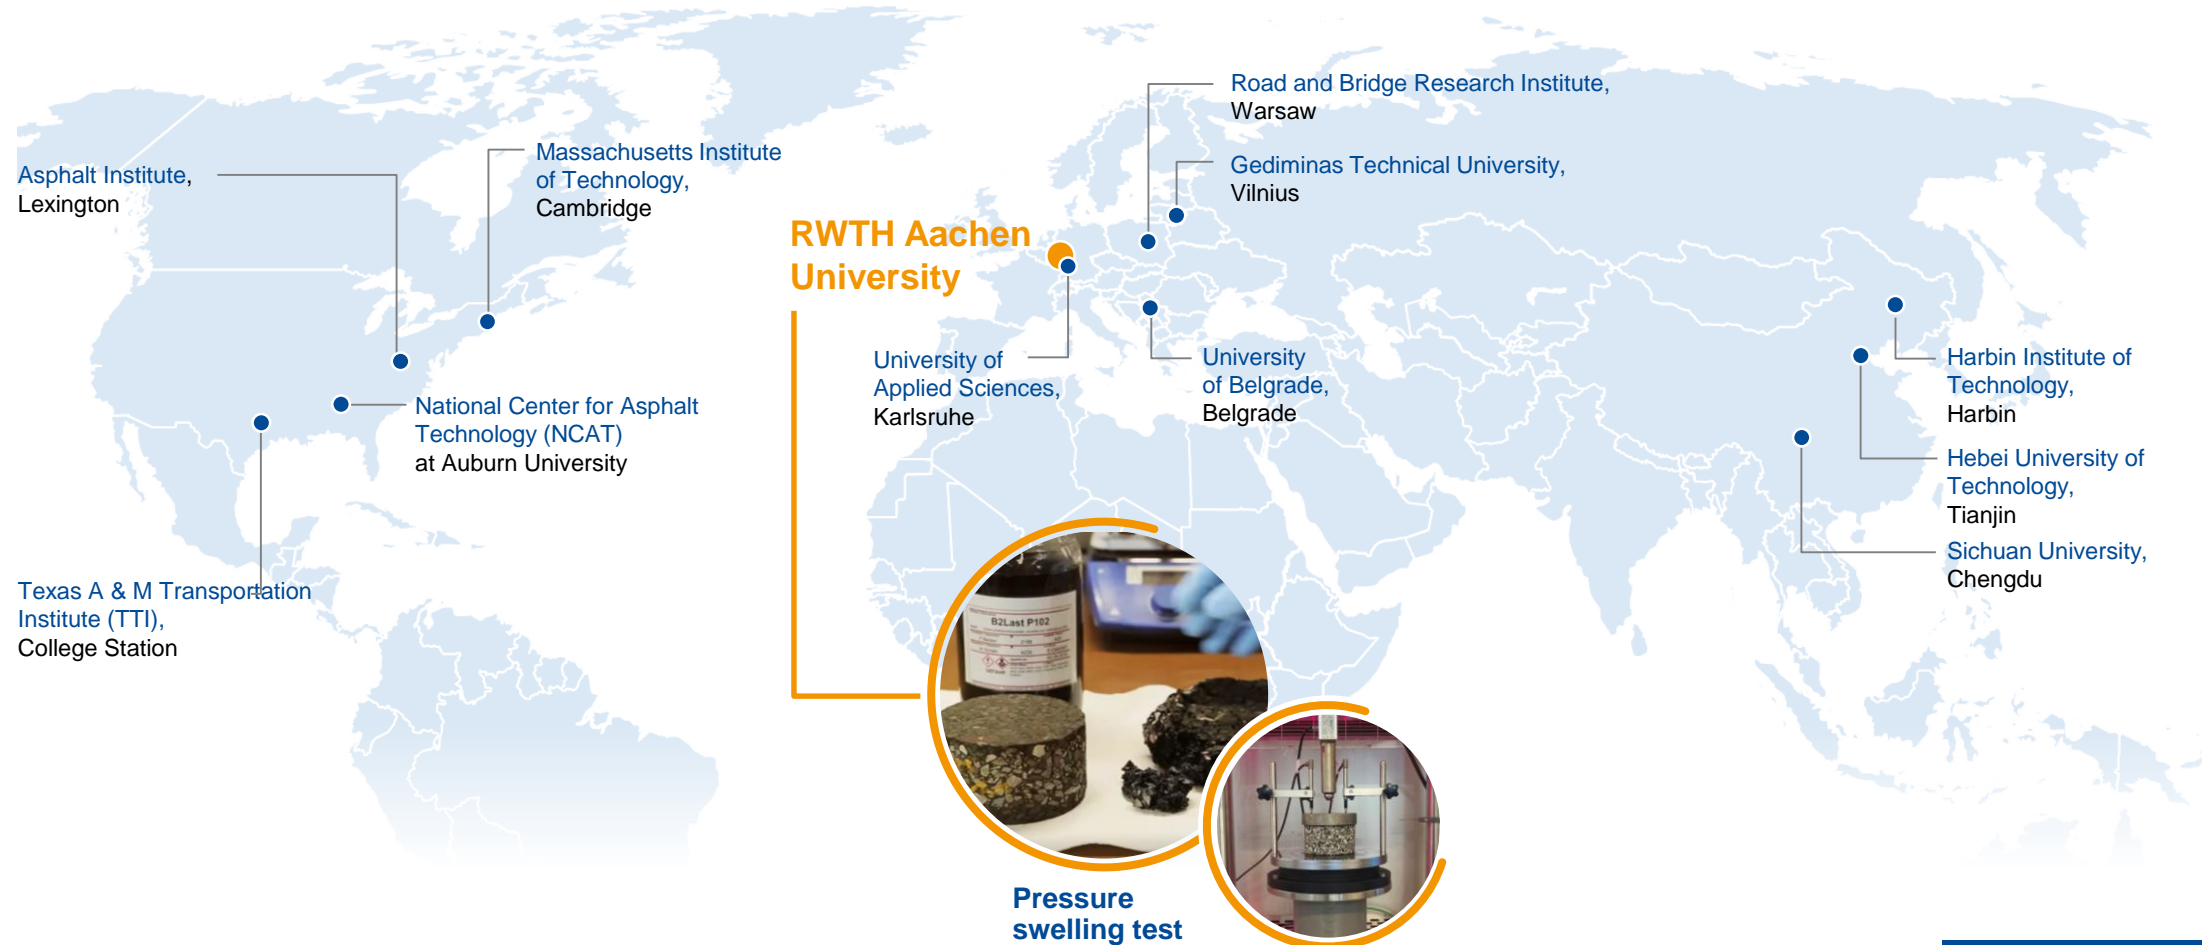 Road and Bridge Research Institute,
Warsaw
Massachusetts Institute
of Technology,
Cambridge
Asphalt Institute,
Lexington
Gediminas Technical University,
Vilnius
RWTH Aachen
University
University of
Applied Sciences,
Karlsruhe
University
of Belgrade,
Belgrade
Harbin Institute of
Technology,
Harbin
National Center for Asphalt
Technology (NCAT)
at Auburn University
Hebei University of
Technology,
Tianjin
Sichuan University,
Chengdu
Texas A & M Transportation
Institute (TTI),
College Station
B2Last P102
Pressure
swelling test